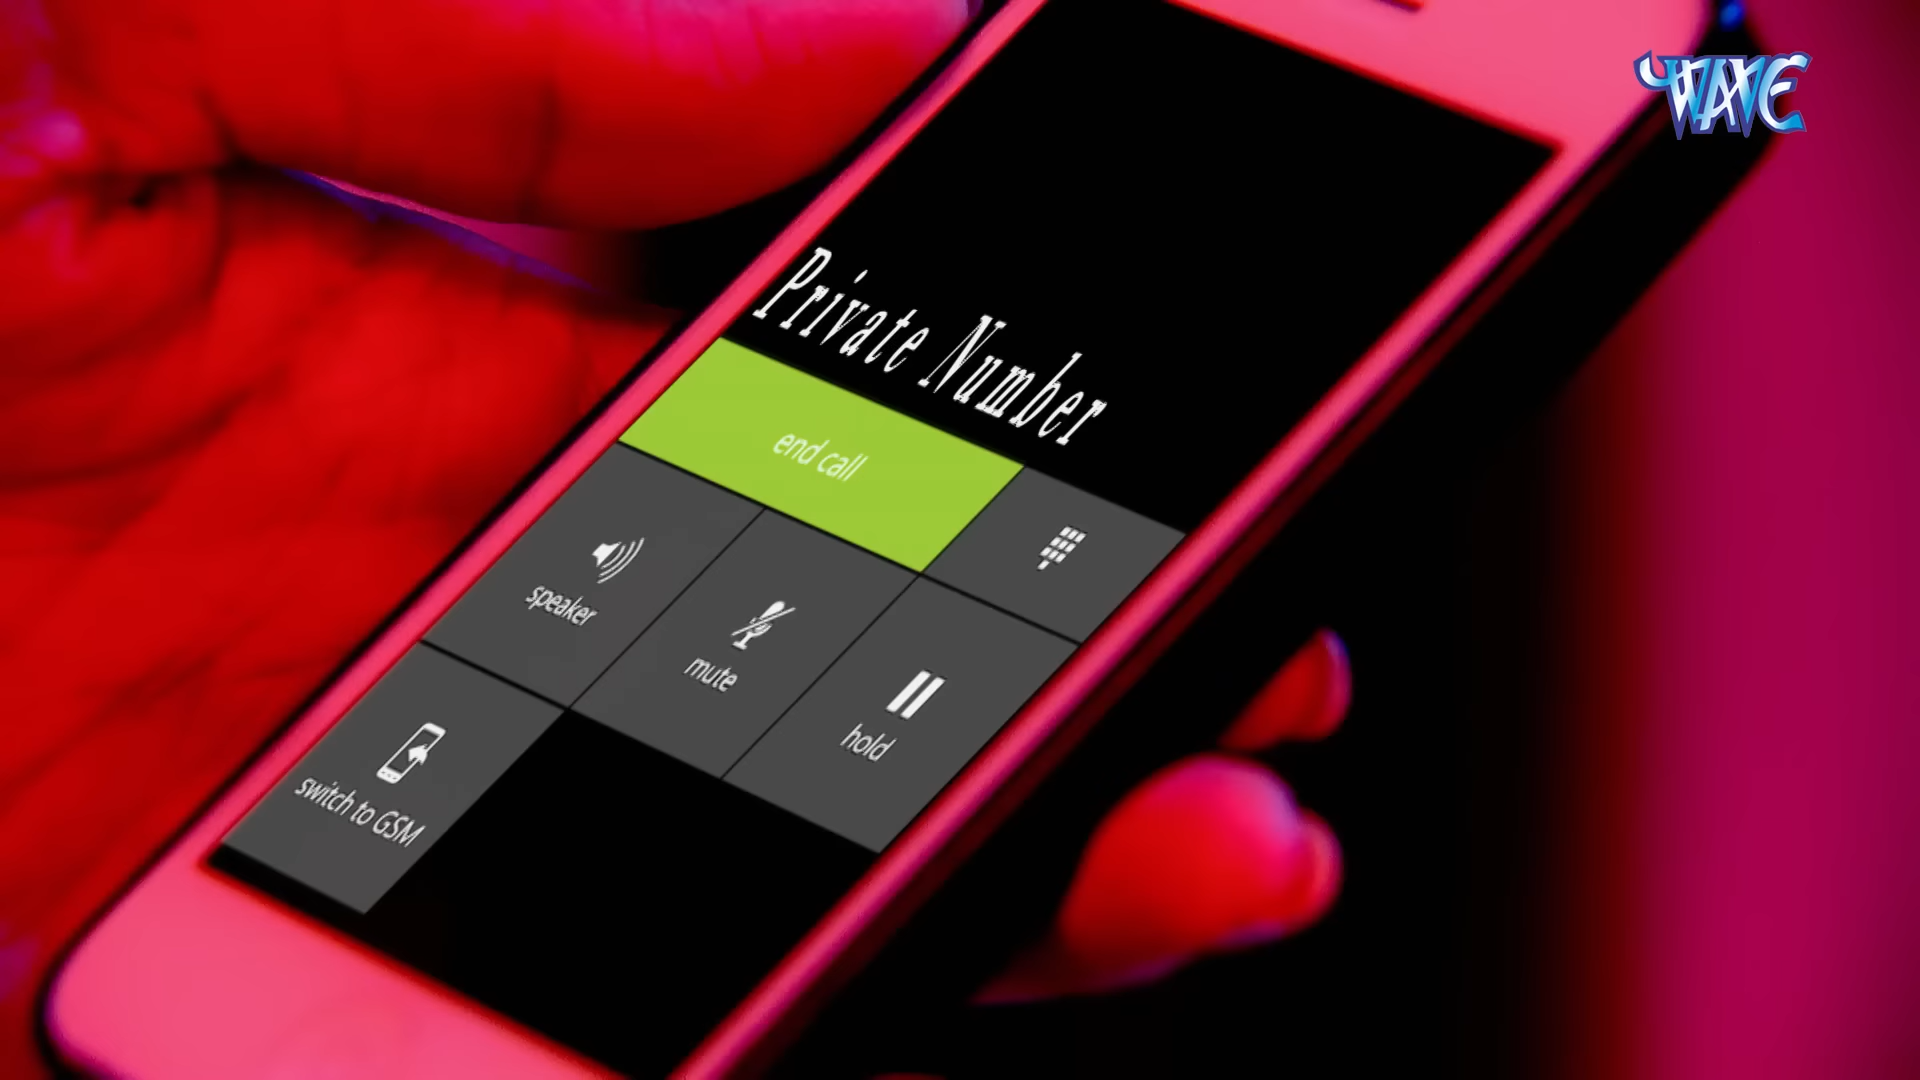 WAVE
Private Number
end call
speaker
mute
hold
switch to GSM